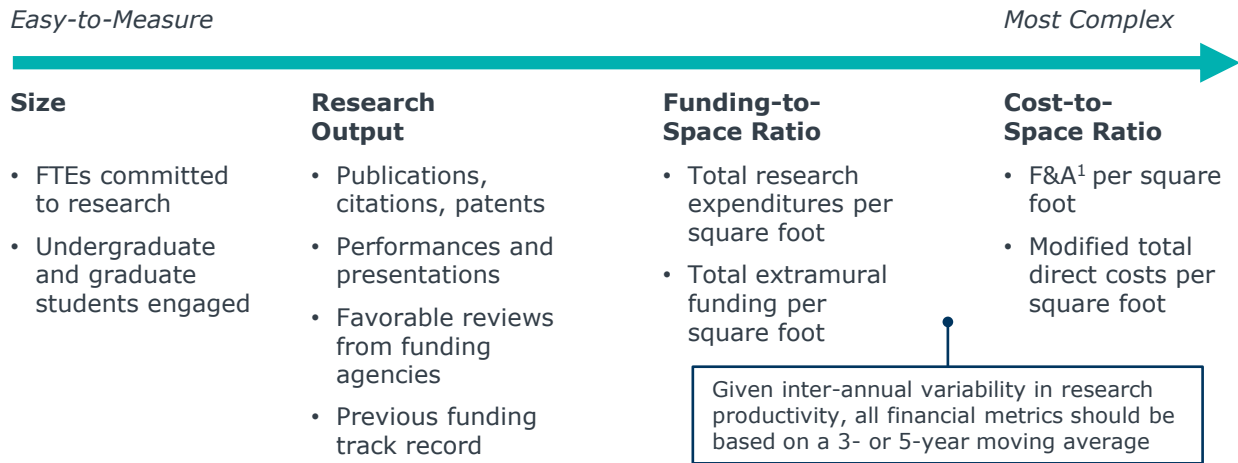 Easy-to-Measure
Most Complex
Size
• FTEs committed
to research
• Undergraduate
and graduate
students engaged
Research
Output
• Publications,
citations, patents
• Performances and
presentations
• Favorable reviews
from funding
agencies
• Previous funding
track record
Funding-to-
Space Ratio
• Total research
expenditures per
square foot
• Total extramural
funding per
square foot
Cost-to-
Space Ratio
• F&A¹ per square
foot
• Modified total
direct costs per
square foot
Given inter-annual variability in research
productivity, all financial metrics should be
based on a 3- or 5-year moving average